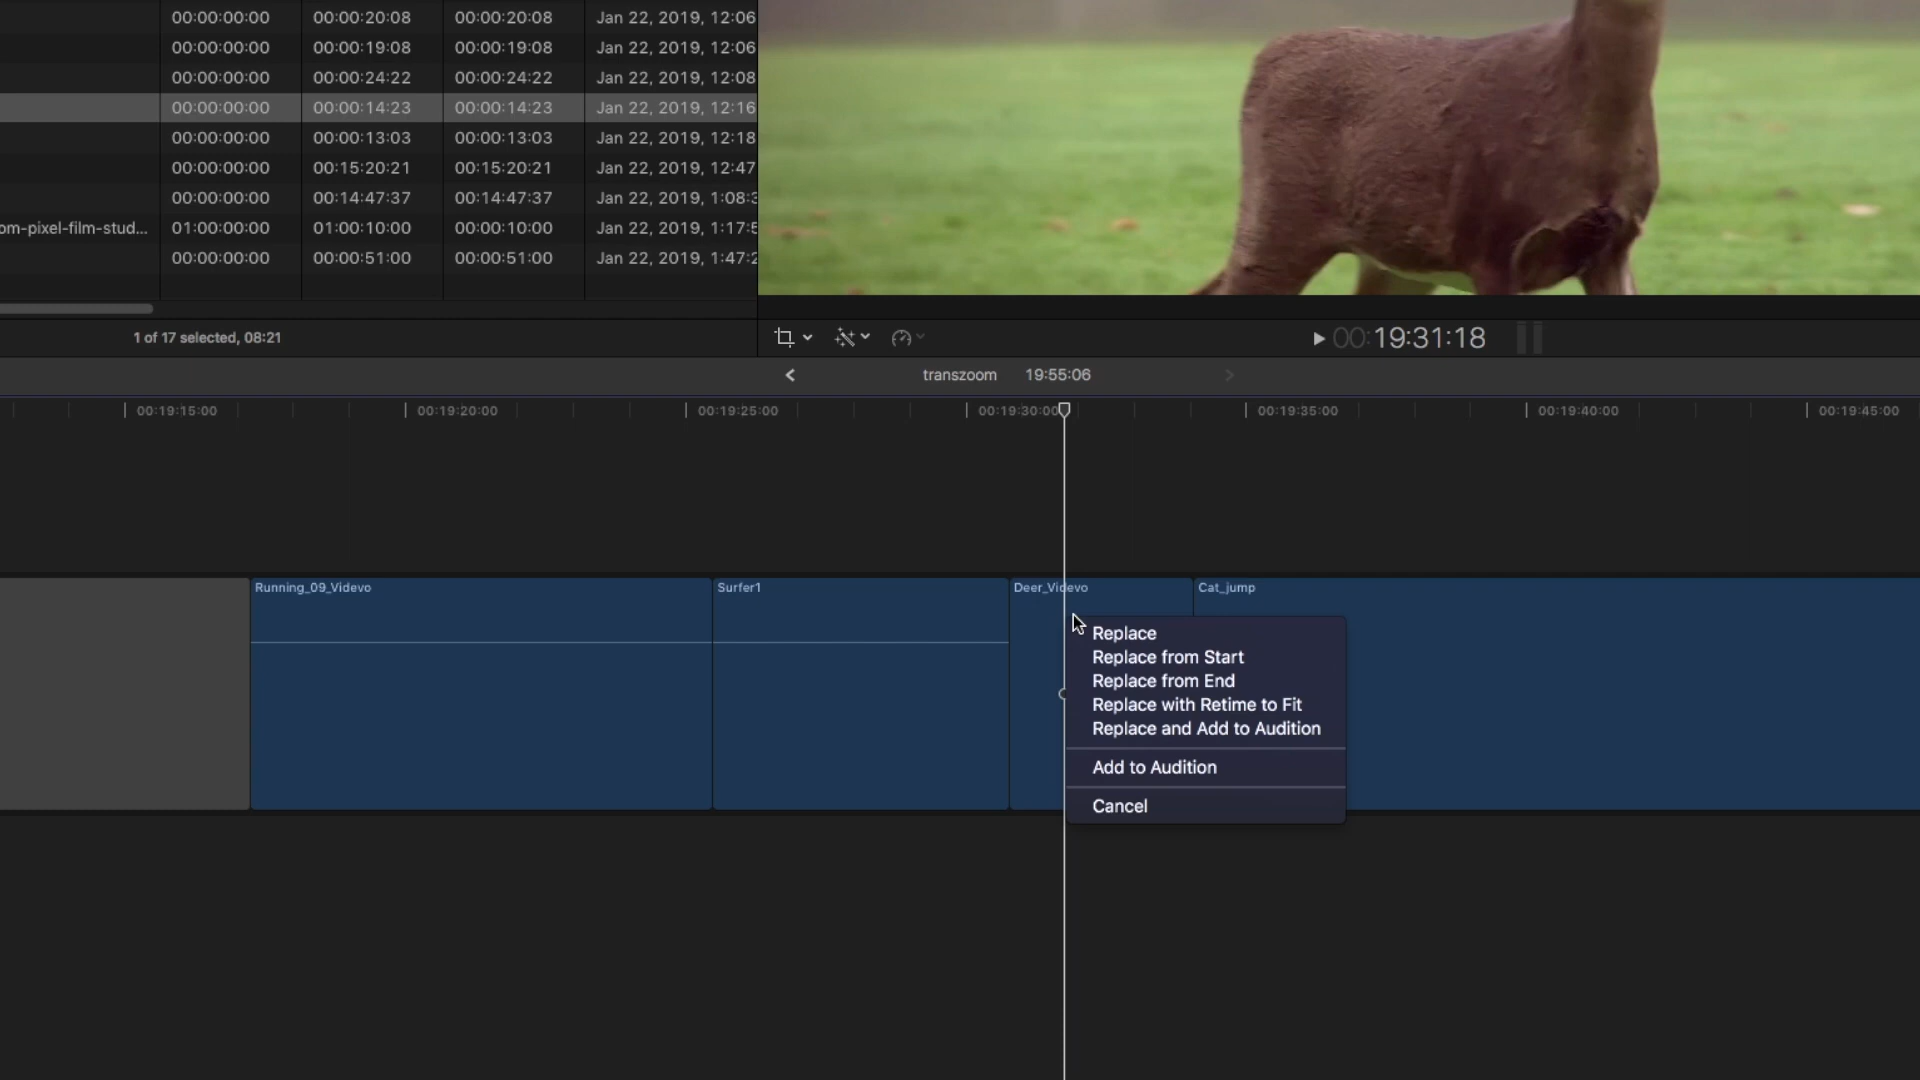 00:00:00:00 00:00:20:08 00:00:20:08 Jan 22, 2019, 12:06
00:00:00:00 00:00:19:08 00:00:19:08 Jan 22, 2019, 12:06
00:00:00:00 00:00:24:22 00:00:24:22 Jan 22, 2019, 12:08
00:00:00:00 00:00:14:23 00:00:14:23 Jan 22, 2019, 12:16
00:00:00:00 00:00:13:03 00:00:13:03 Jan 22, 2019, 12:18
00:00:00:00 00:15:20:21 00:15:20:21 Jan 22, 2019, 12:47
00:00:00:00 00:14:47:37 00:14:47:37 Jan 22, 2019, 1:08:3
om-pixel-film-stud... 01:00:00:00 01:00:10:00 00:00:10:00 Jan 22, 2019, 1:17:5
00:00:00:00 00:00:51:00 00:00:51:00 Jan 22, 2019, 1:47:2
1 of 17 selected, 08:21
00:19:31:18
transzoom 19:55:06
00:19:15:00 00:19:20:00 00:19:25:00 00:19:30:00 00:19:35:00 00:19:40:00 00:19:45:00
Running_09_Videvo Surfer1 Deer_Videvo Cat_jump
Replace
Replace from Start
Replace from End
Replace with Retime to Fit
Replace and Add to Audition
Add to Audition
Cancel